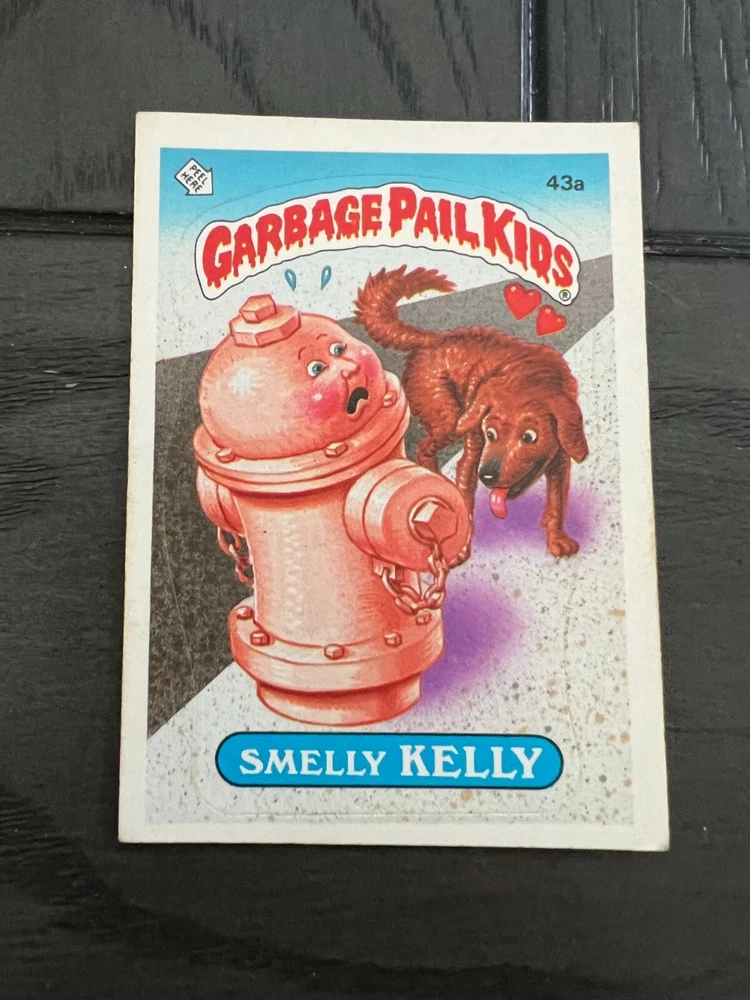 PEEL
HERE
43a
GARBAGE PAIL KIDS
®
SMELLY KELLY